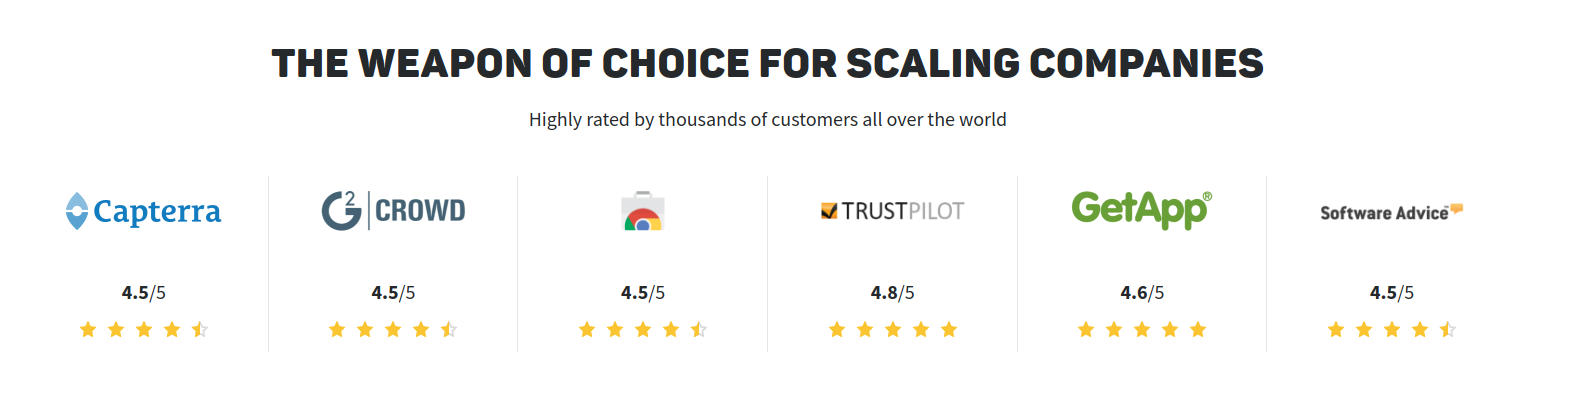 THE WEAPON OF CHOICE FOR SCALING COMPANIES
Highly rated by thousands of customers all over the world
Capterra
G2 CROWD
TRUSTPILOT
GetApp®
Software Advice™
4.5/5
4.5/5
4.5/5
4.8/5
4.6/5
4.5/5